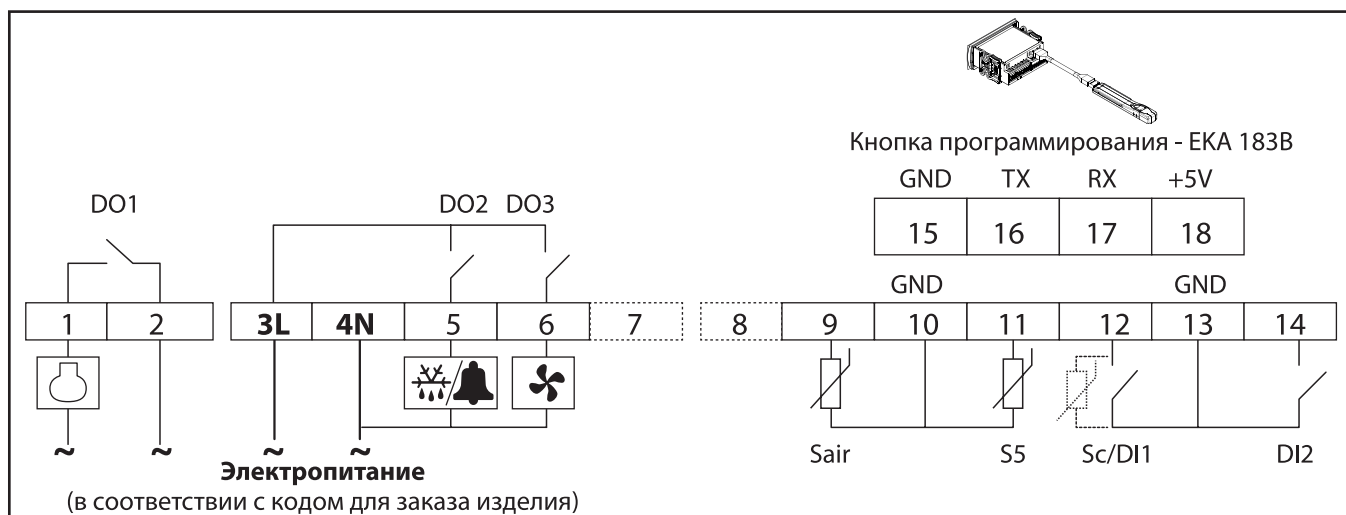 Кнопка программирования - EKA 183B
GND TX RX +5V
15 16 17 18
DO1 DO2 DO3
GND GND
1 2 3L 4N 5 6 7 8 9 10 11 12 13 14
~ ~ ~ ~
Sair S5 Sc/DI1 DI2
Электропитание
(в соответствии с кодом для заказа изделия)